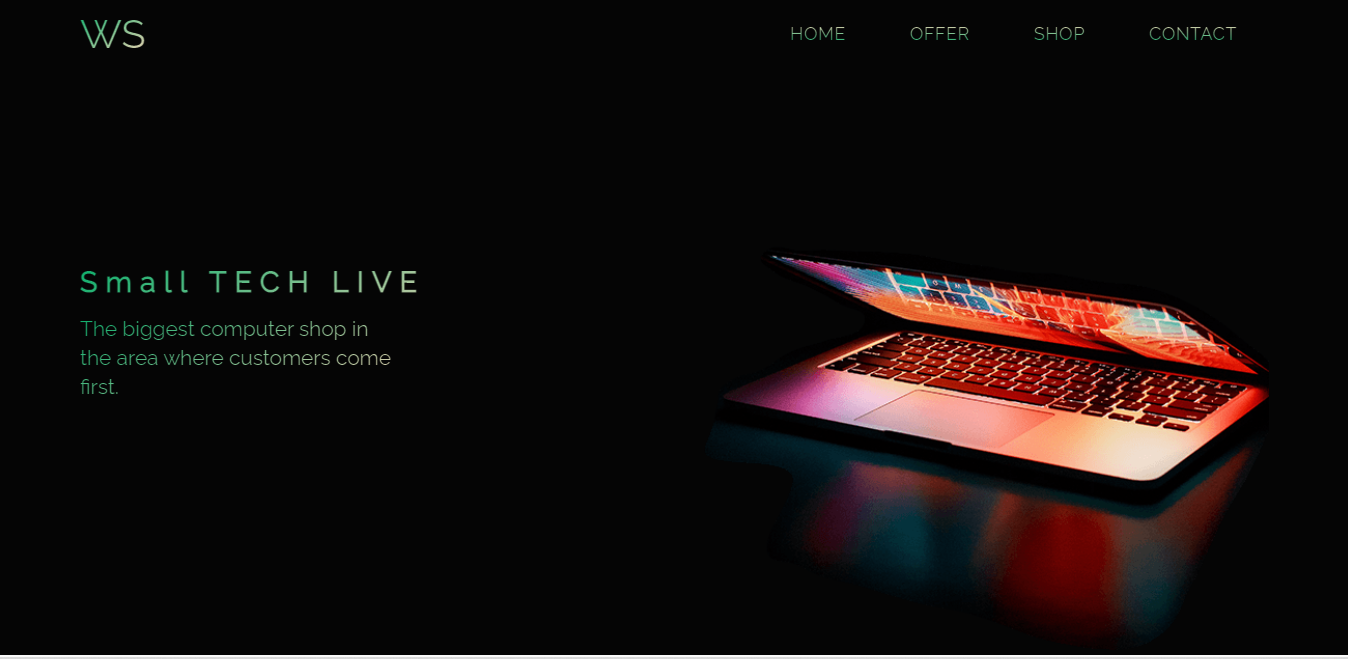 WS
HOME OFFER SHOP CONTACT
Small TECH LIVE
The biggest computer shop in
the area where customers come
first.